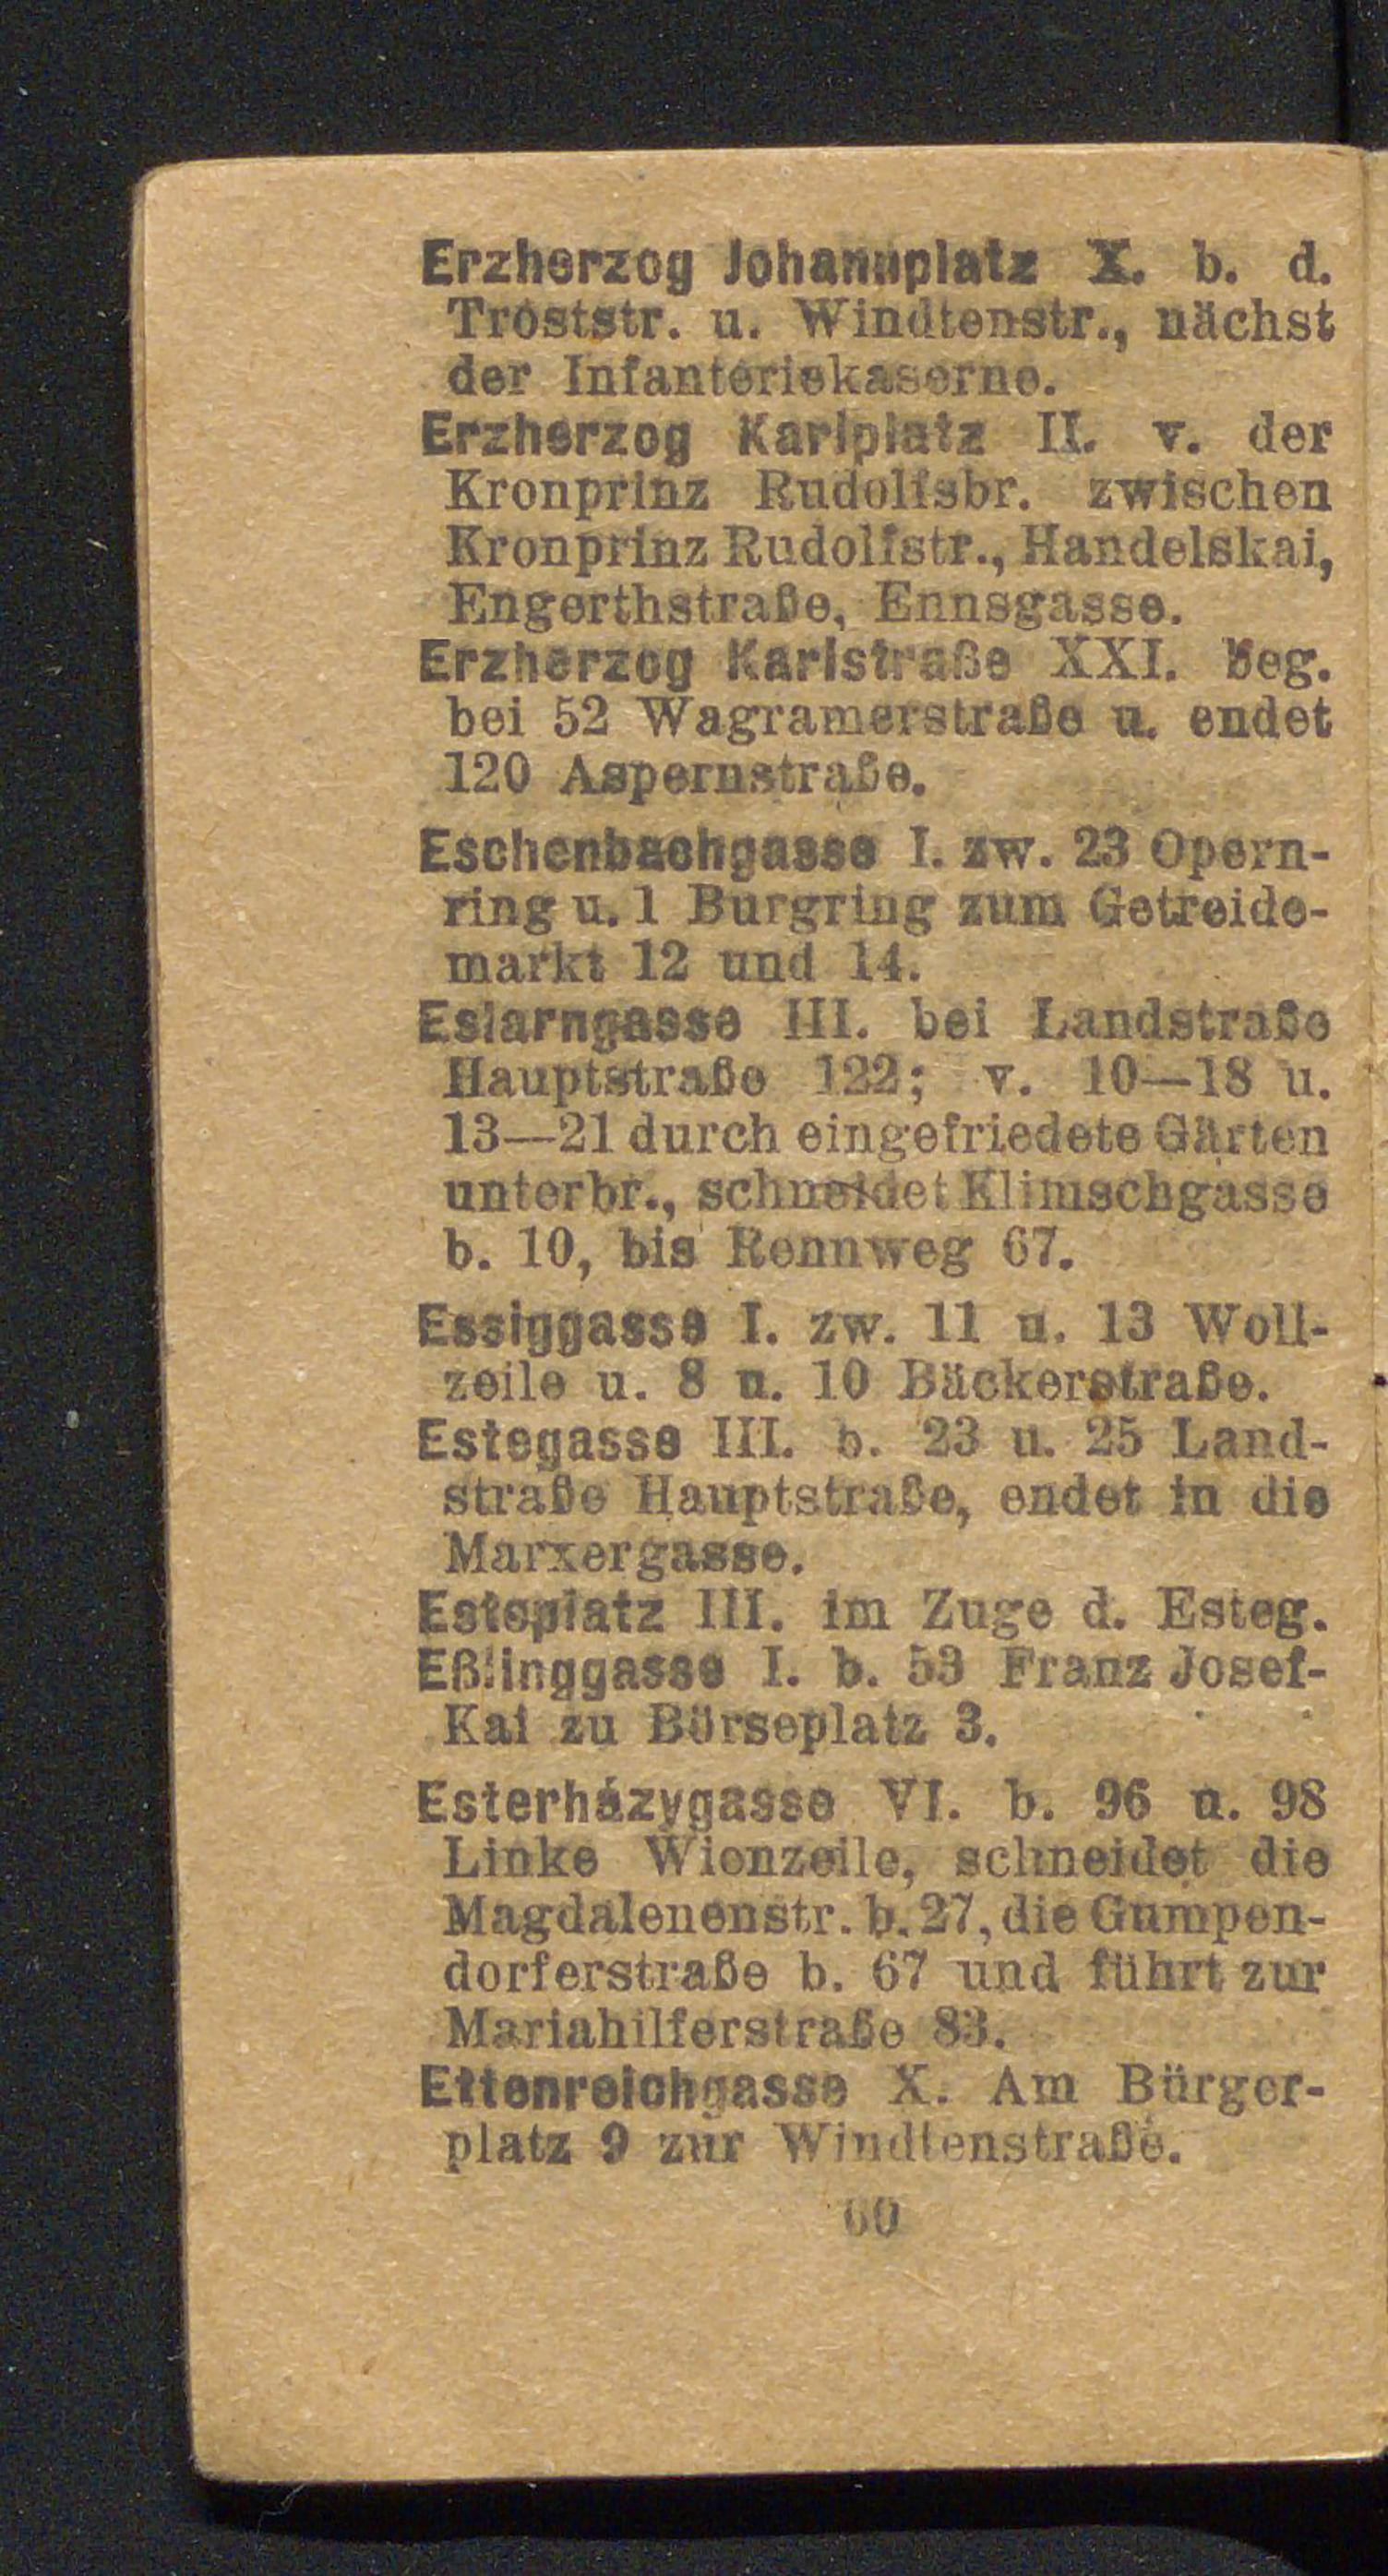 Erzherzog Johannplatz X. b. d.
Troststr. u. Windtenstr., nächst
der Infanteriekaserne.
Erzherzog Karlplatz II. v. der
Kronprinz Rudolfsbr. zwischen
Kronprinz Rudolfstr., Handelskai,
Engerthstraße, Ennsgasse.
Erzherzog Karlstraße XXI. beg.
bei 52 Wagramerstraße u. endet
120 Aspernstraße.
Eschenbachgasse I. zw. 23 Opern-
ring u. 1 Burgring zum Getreide-
markt 12 und 14.
Eslarngasse III. bei Landstraße
Hauptstraße 122; v. 10—18 u.
13—21 durch eingefriedete Gärten
unterbr., schneidet Klimschgasse
b. 10, bis Rennweg 67.
Essiggasse I. zw. 11 u. 13 Woll-
zeile u. 8 u. 10 Bäckerstraße.
Estegasse III. b. 23 u. 25 Land-
straße Hauptstraße, endet in die
Marxergasse.
Esteplatz III. im Zuge d. Esteg.
Eßlinggasse I. b. 53 Franz Josef-
Kai zu Börseplatz 3.
Esterházygasse VI. b. 96 u. 98
Linke Wienzeile, schneidet die
Magdalenenstr. b. 27, die Gumpen-
dorferstraße b. 67 und führt zur
Mariahilferstraße 83.
Ettenreichgasse X. Am Bürger-
platz 9 zur Windtenstraße.
60